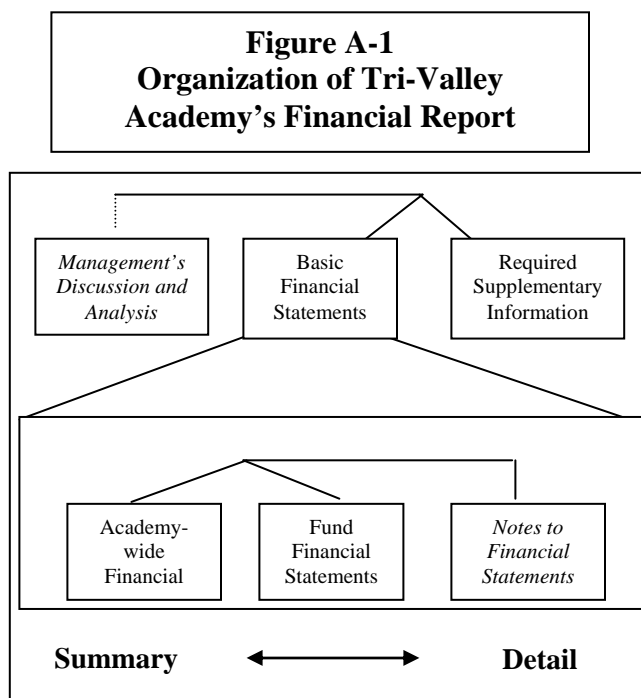 Figure A-1
Organization of Tri-Valley
Academy's Financial Report
Management's
Discussion and
Analysis
Basic
Financial
Statements
Required
Supplementary
Information
Academy-
wide
Financial
Fund
Financial
Statements
Notes to
Financial
Statements
Summary
Detail